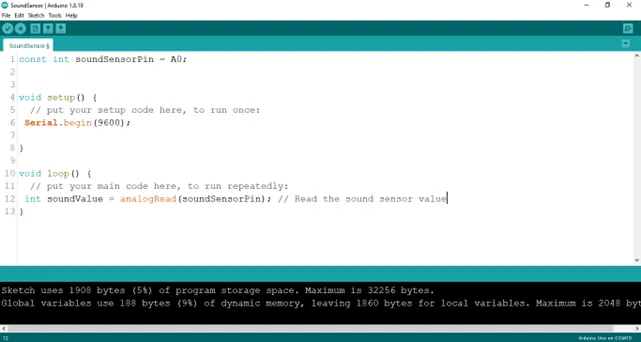 SoundSensor | Arduino 1.8.19
File Edit Sketch Tools Help
SoundSensor §
1 const int soundSensorPin = A0;
2
3
4 void setup() {
5 // put your setup code here, to run once:
6 Serial.begin(9600);
7
8 }
9
10 void loop() {
11 // put your main code here, to run repeatedly:
12 int soundValue = analogRead(soundSensorPin); // Read the sound sensor value
13 }
Sketch uses 1908 bytes (5%) of program storage space. Maximum is 32256 bytes.
Global variables use 188 bytes (9%) of dynamic memory, leaving 1860 bytes for local variables. Maximum is 2048 byt
12
Arduino Uno on COM15